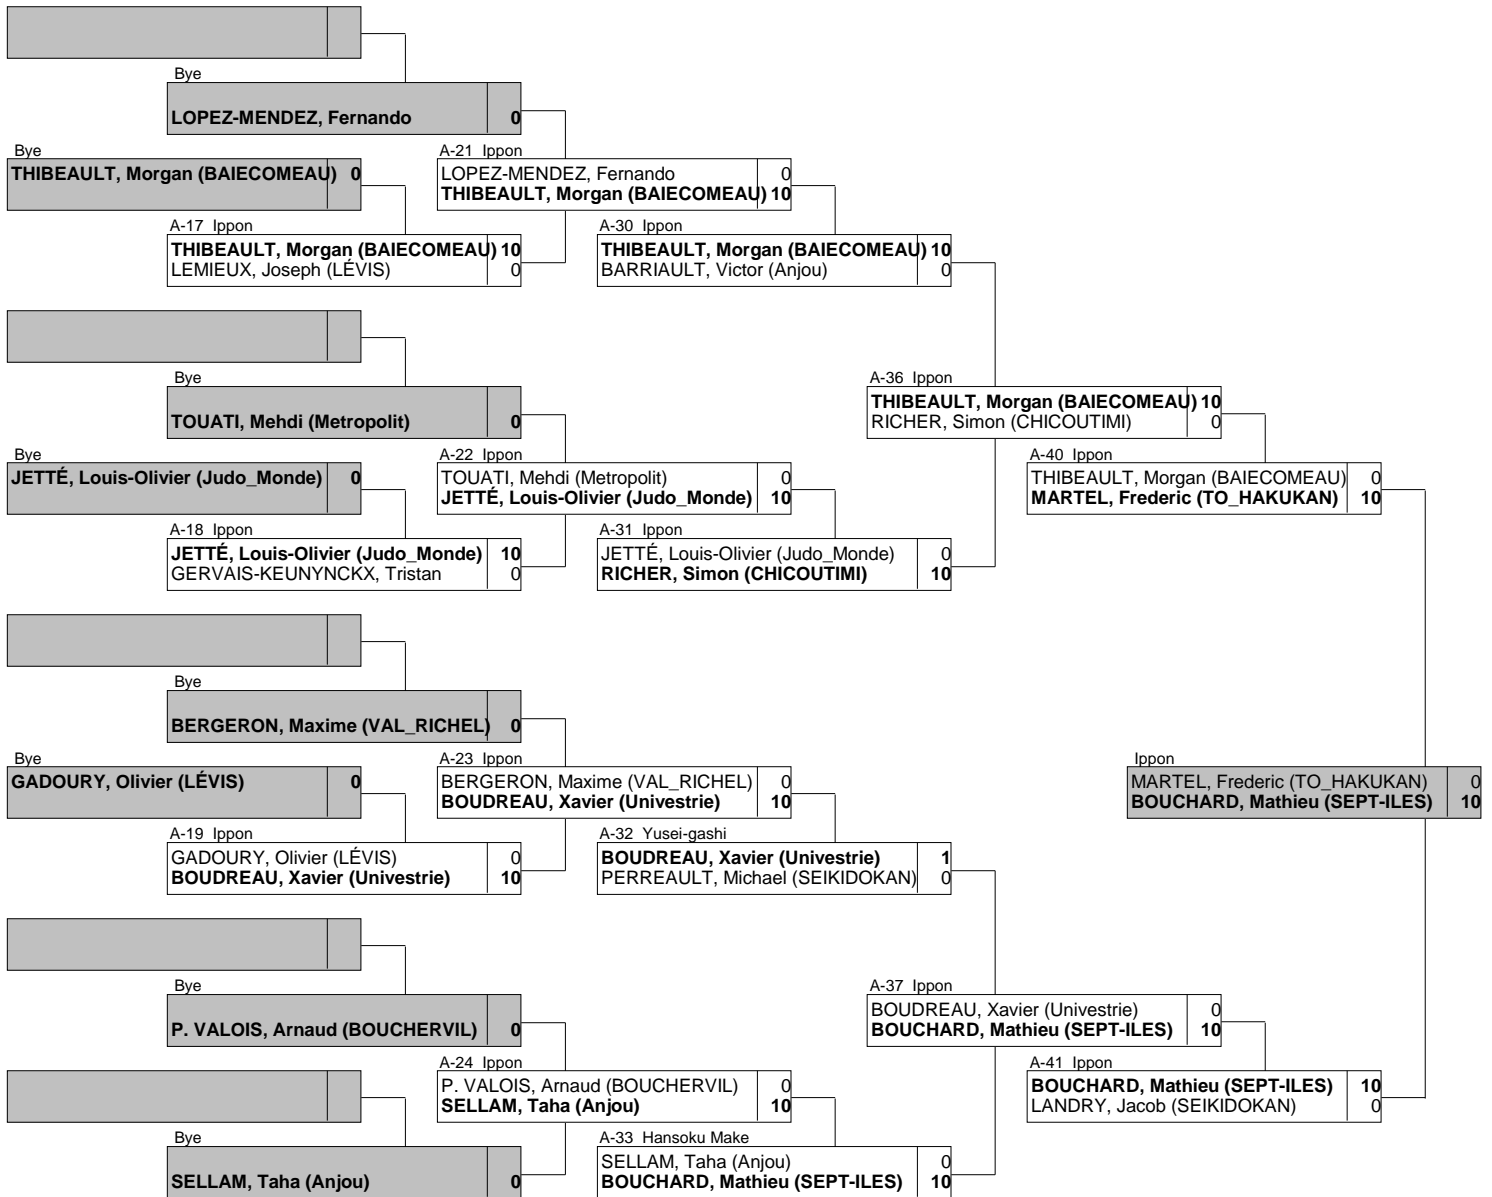 Bye
LOPEZ-MENDEZ, Fernando 0
Bye
THIBEAULT, Morgan (BAIECOMEAU) 0
A-21 Ippon
LOPEZ-MENDEZ, Fernando 0
THIBEAULT, Morgan (BAIECOMEAU) 10
A-17 Ippon
THIBEAULT, Morgan (BAIECOMEAU) 10
LEMIEUX, Joseph (LÉVIS) 0
A-30 Ippon
THIBEAULT, Morgan (BAIECOMEAU) 10
BARRIAULT, Victor (Anjou) 0
Bye
TOUATI, Mehdi (Metropolit) 0
A-36 Ippon
THIBEAULT, Morgan (BAIECOMEAU) 10
RICHER, Simon (CHICOUTIMI) 0
Bye
JETTÉ, Louis-Olivier (Judo_Monde) 0
A-22 Ippon
TOUATI, Mehdi (Metropolit) 0
JETTÉ, Louis-Olivier (Judo_Monde) 10
A-40 Ippon
THIBEAULT, Morgan (BAIECOMEAU) 0
MARTEL, Frederic (TO_HAKUKAN) 10
A-18 Ippon
JETTÉ, Louis-Olivier (Judo_Monde) 10
GERVAIS-KEUNYNCKX, Tristan 0
A-31 Ippon
JETTÉ, Louis-Olivier (Judo_Monde) 0
RICHER, Simon (CHICOUTIMI) 10
Bye
BERGERON, Maxime (VAL_RICHEL) 0
Bye
GADOURY, Olivier (LÉVIS) 0
A-23 Ippon
BERGERON, Maxime (VAL_RICHEL) 0
BOUDREAU, Xavier (Univestrie) 10
Ippon
MARTEL, Frederic (TO_HAKUKAN) 0
BOUCHARD, Mathieu (SEPT-ILES) 10
A-19 Ippon
GADOURY, Olivier (LÉVIS) 0
BOUDREAU, Xavier (Univestrie) 10
A-32 Yusei-gashi
BOUDREAU, Xavier (Univestrie) 1
PERREAULT, Michael (SEIKIDOKAN) 0
Bye
P. VALOIS, Arnaud (BOUCHERVIL) 0
A-37 Ippon
BOUDREAU, Xavier (Univestrie) 0
BOUCHARD, Mathieu (SEPT-ILES) 10
A-24 Ippon
P. VALOIS, Arnaud (BOUCHERVIL) 0
SELLAM, Taha (Anjou) 10
A-41 Ippon
BOUCHARD, Mathieu (SEPT-ILES) 10
LANDRY, Jacob (SEIKIDOKAN) 0
Bye
SELLAM, Taha (Anjou) 0
A-33 Hansoku Make
SELLAM, Taha (Anjou) 0
BOUCHARD, Mathieu (SEPT-ILES) 10